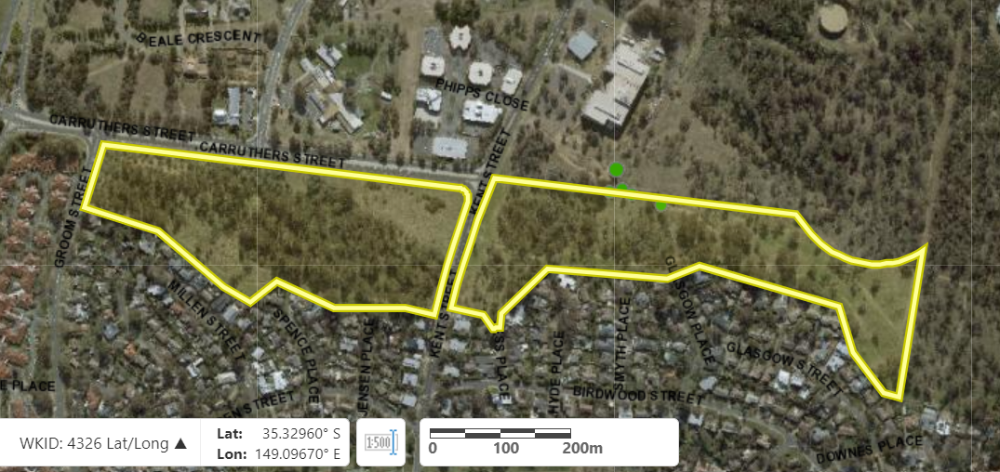 BEALE CRESCENT
PHIPPS CLOSE
CARRUTHERS STREET
CARRUTHERS STREET
KENT STREET
GROOM STREET
MILLEN STREET
SPENCE PLACE
JENSEN PLACE
KENT STREET
HYDE PLACE
SMYTH PLACE
GLASGOW PLACE
GLASGOW STREET
BIRDWOOD STREET
E PLACE
EN STREET
DOWNES PLACE
WKID: 4326 Lat/Long ▲
Lat: 35.32960° S
Lon: 149.09670° E
1:500
0 100 200m